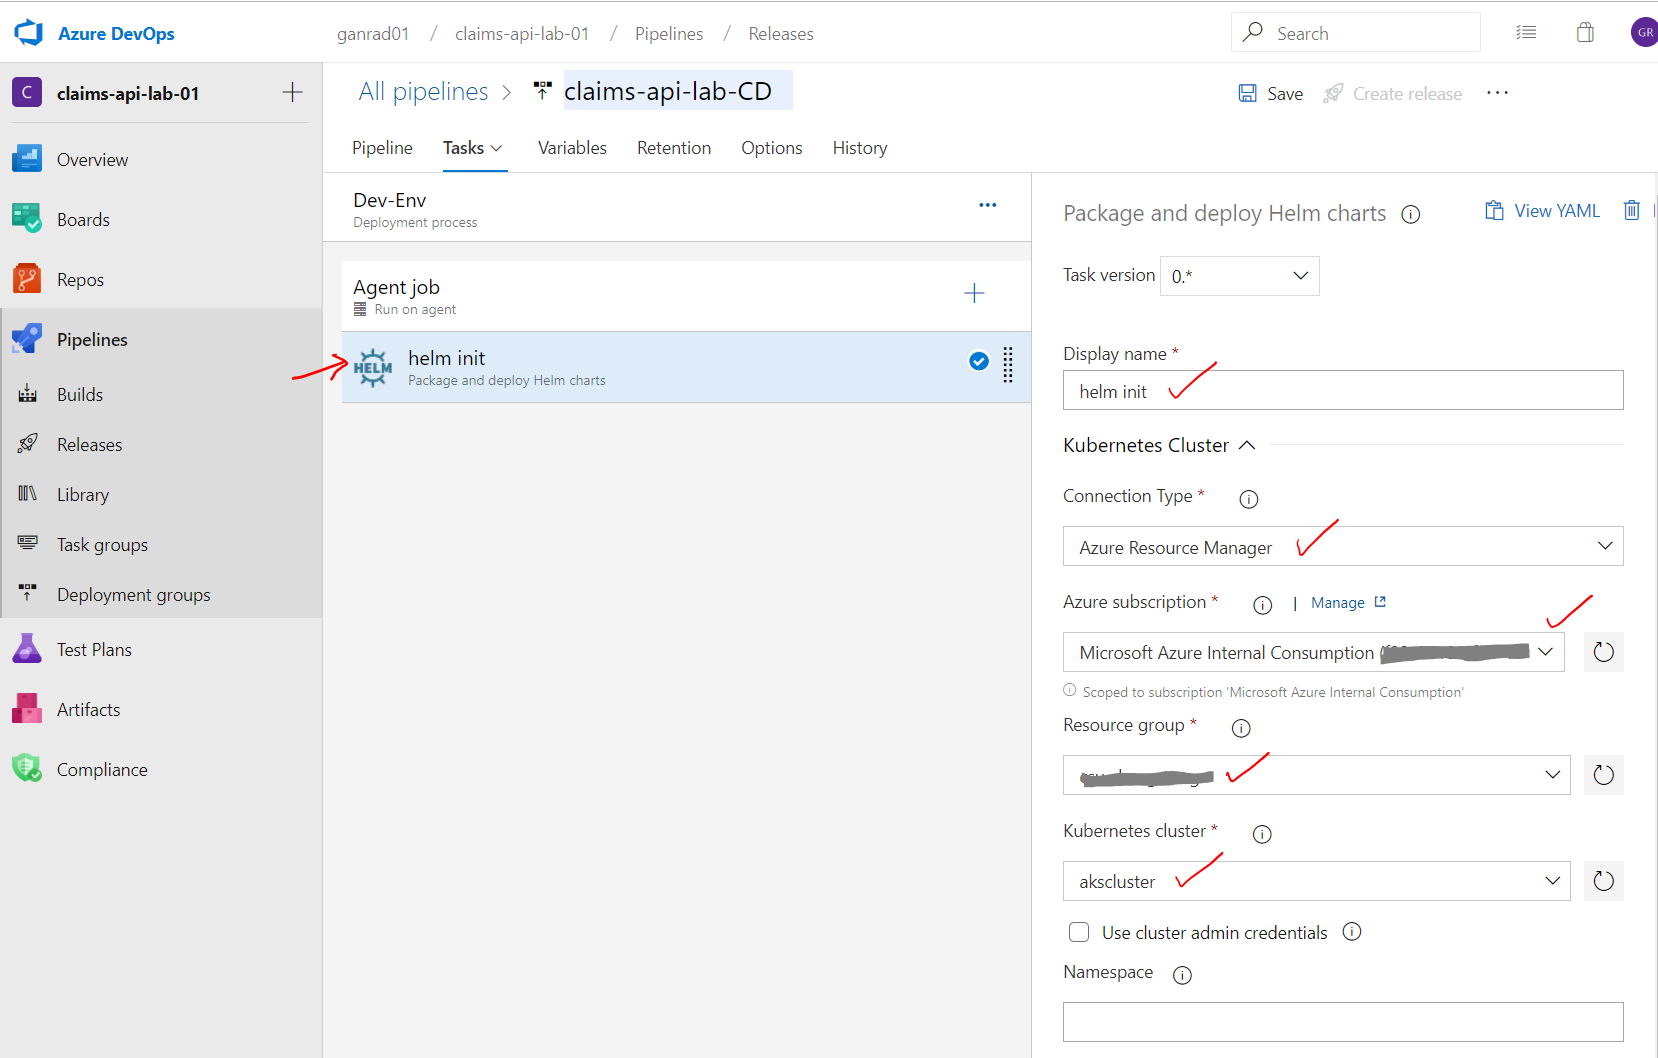 Azure DevOps
ganrad01 / claims-api-lab-01 / Pipelines / Releases
Search
GR
C
claims-api-lab-01
Overview
Boards
Repos
Pipelines
Builds
Releases
Library
Task groups
Deployment groups
Test Plans
Artifacts
Compliance
All pipelines > claims-api-lab-CD
Save
Create release
...
Pipeline
Tasks
Variables
Retention
Options
History
Dev-Env
Deployment process
Agent job
Run on agent
HELM
helm init
Package and deploy Helm charts
Package and deploy Helm charts
View YAML
Task version
0.*
Display name *
helm init
Kubernetes Cluster
Connection Type *
Azure Resource Manager
Azure subscription *
| Manage
Microsoft Azure Internal Consumption
Scoped to subscription 'Microsoft Azure Internal Consumption'
Resource group *
Kubernetes cluster *
akscluster
Use cluster admin credentials
Namespace